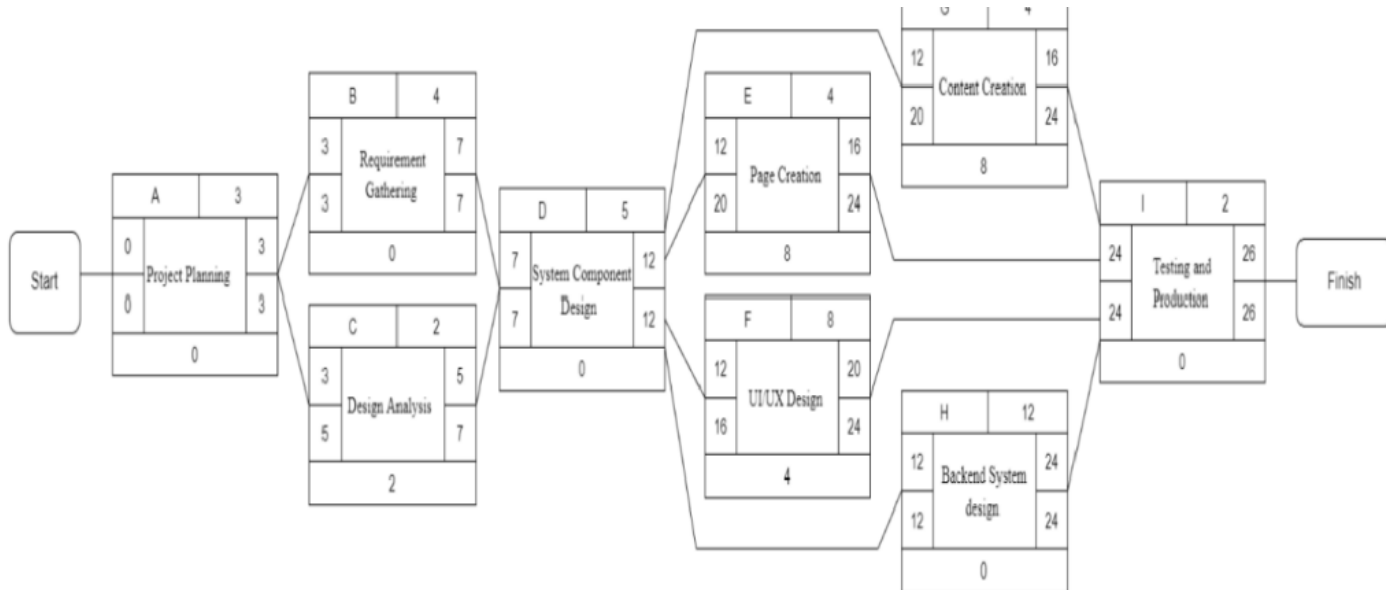 Start
A 3
0 3
Project Planning
0 3
0
B 4
3 7
Requirement
Gathering
3 7
0
C 2
3 5
Design Analysis
5 7
2
D 5
7 12
System Component
Design
7 12
0
E 4
12 16
Page Creation
20 24
8
F 8
12 20
UI/UX Design
16 24
4
G 4
12 16
Content Creation
20 24
8
H 12
12 24
Backend System
design
12 24
0
I 2
24 26
Testing and
Production
24 26
0
Finish